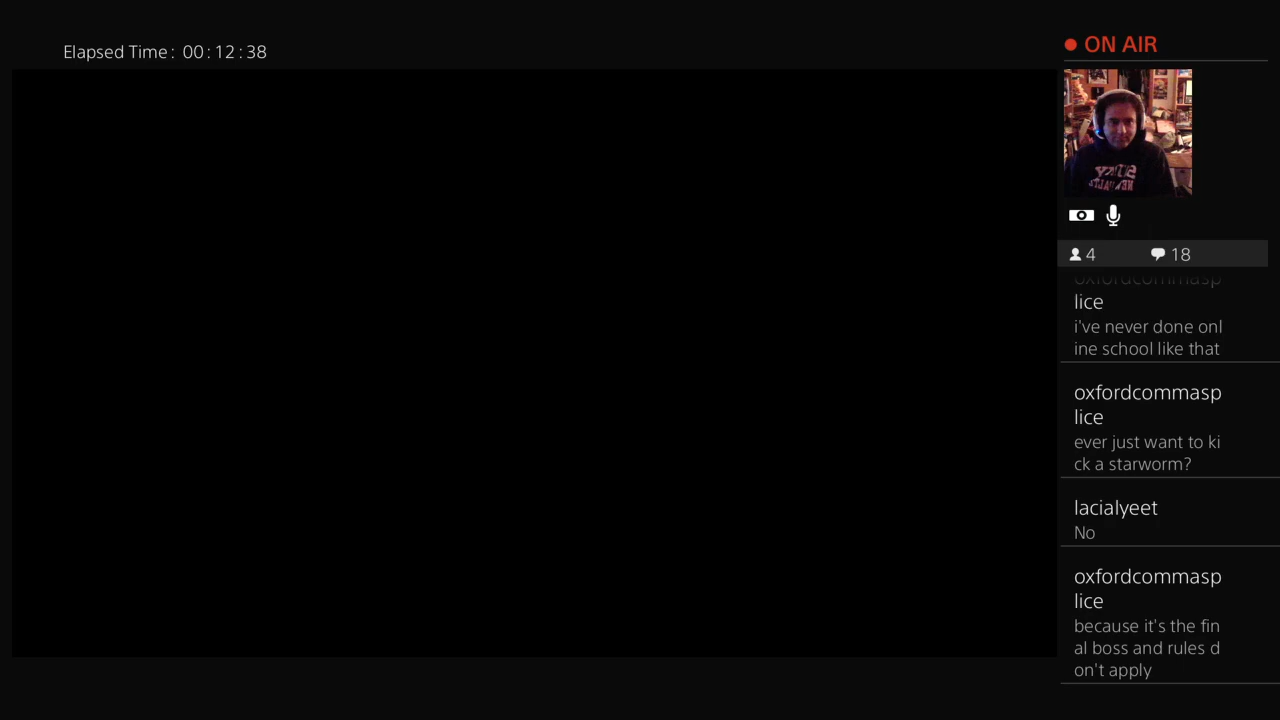 Elapsed Time: 00:12:38
ON AIR
4 18
oxfordcommasp
lice
i've never done onl
ine school like that
oxfordcommasp
lice
ever just want to ki
ck a starworm?
lacialyeet
No
oxfordcommasp
lice
because it's the fin
al boss and rules d
on't apply